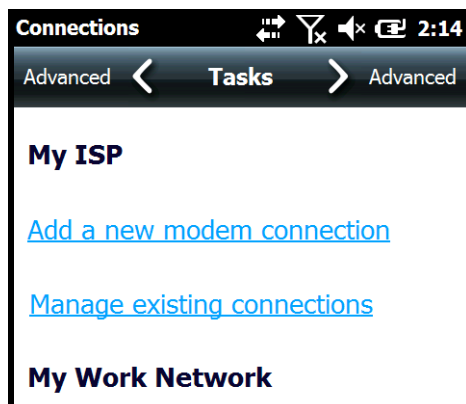 Connections 2:14
Advanced Tasks Advanced
My ISP
Add a new modem connection
Manage existing connections
My Work Network